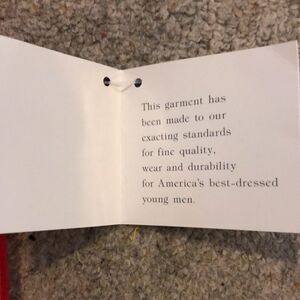 This garment has
been made to our
exacting standards
for fine quality,
wear and durability
for America's best-dressed
young men.